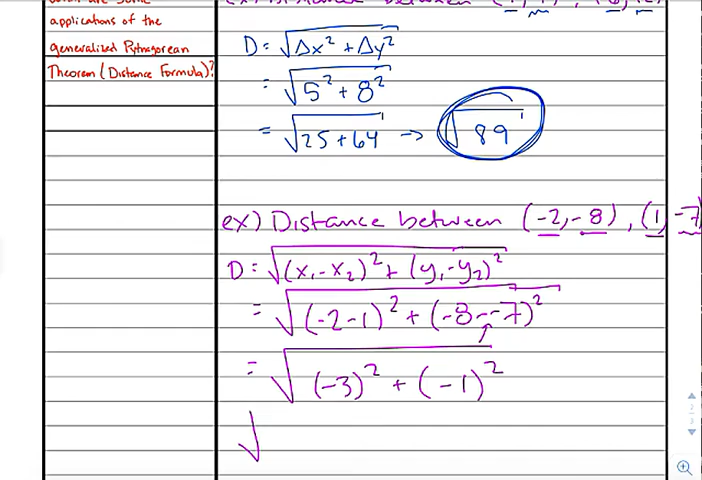 applications of the
generalized Pythagorean
Theorem (Distance Formula)?
D = √Δx² + Δy²
= √5² + 8²
= √25 + 64 → √89
ex) Distance between (-2, -8), (1, -7
D = √(x₁ - x₂)² + (y₁ - y₂)²
= √(-2 - 1)² + (-8 - -7)²
= √(-3)² + (-1)²
√